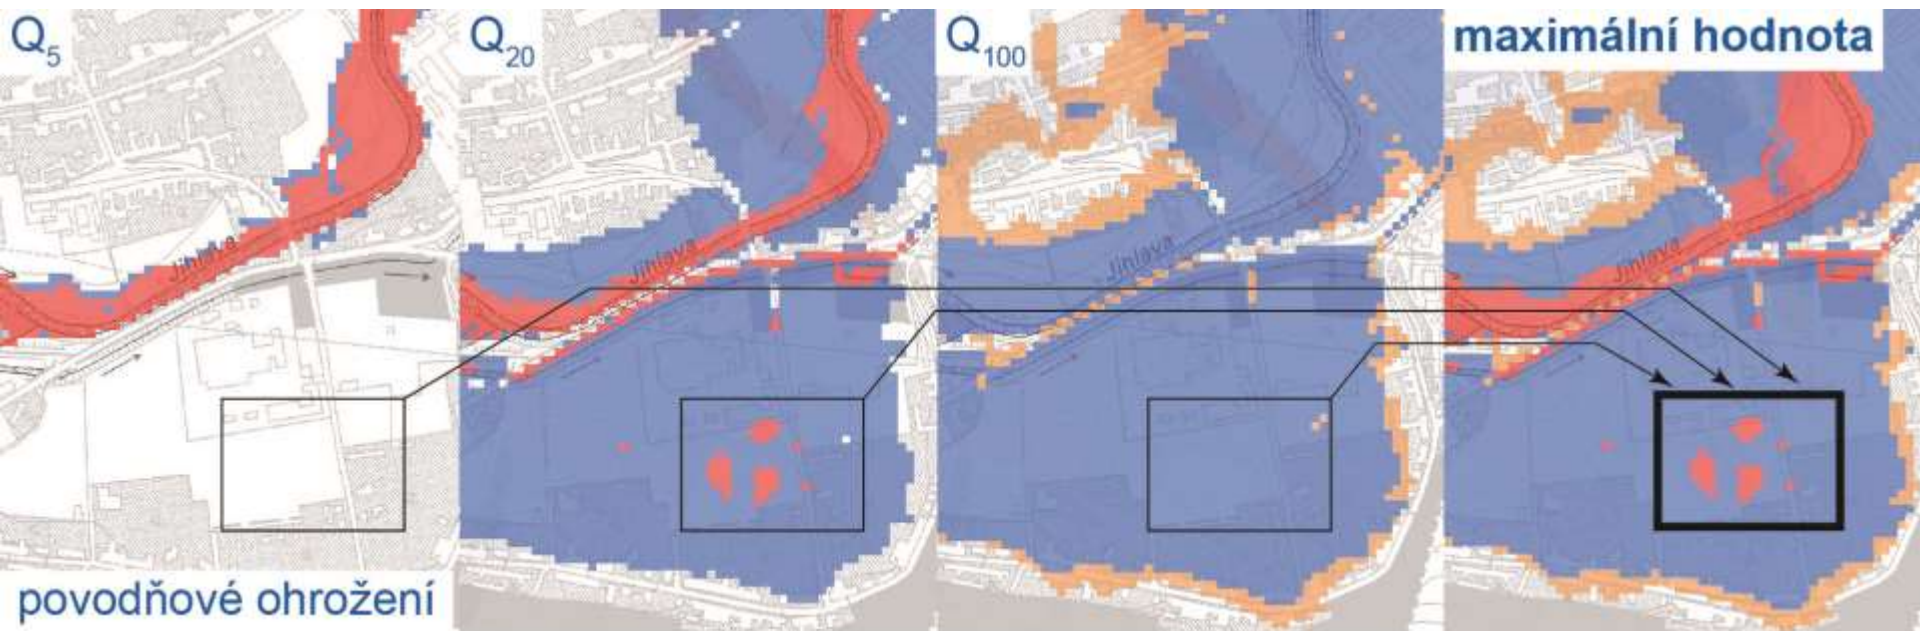 Q5
Q20
Q100
maximální hodnota
Jihlava
Jihlava
Jihlava
Jihlava
povodňové ohrožení